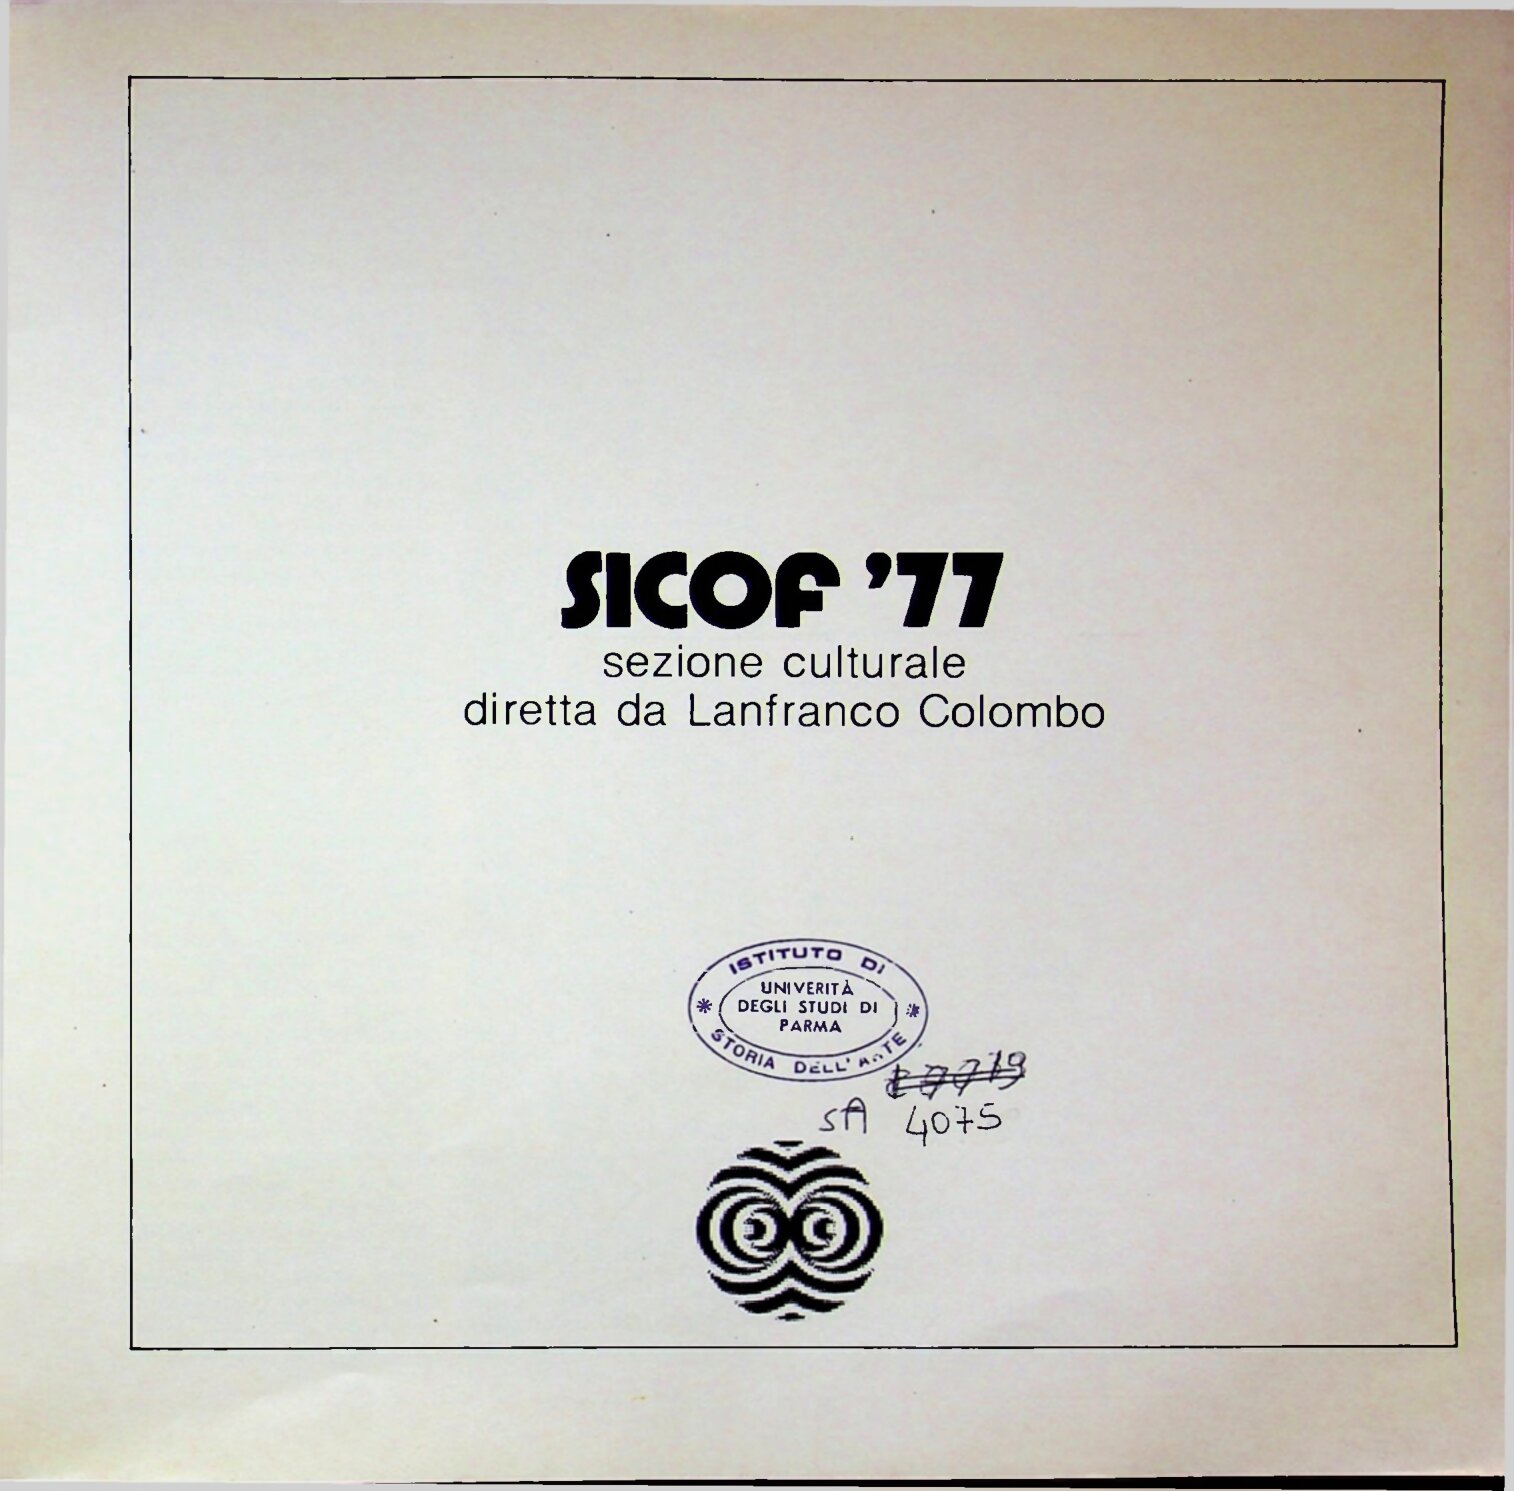 SICOF '77
sezione culturale
diretta da Lanfranco Colombo
ISTITUTO DI
UNIVERITÀ
DEGLI STUDI DI
PARMA
STORIA DELL'ARTE
SA 4075